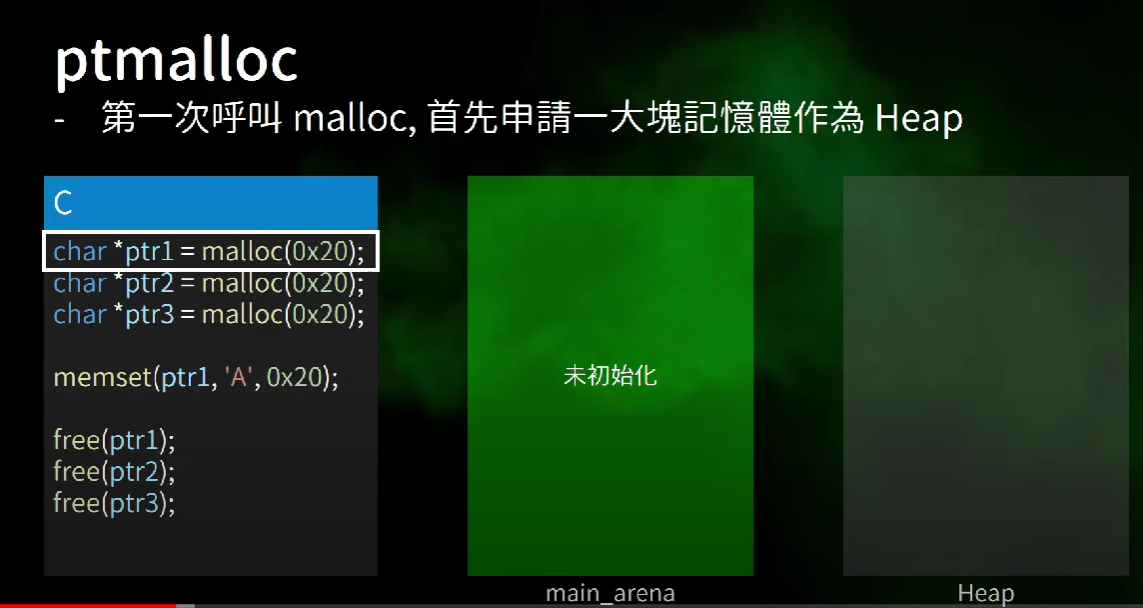 ptmalloc
- 第一次呼叫 malloc, 首先申請一大塊記憶體作為 Heap
C
char *ptr1 = malloc(0x20);
char *ptr2 = malloc(0x20);
char *ptr3 = malloc(0x20);
memset(ptr1, 'A', 0x20);
free(ptr1);
free(ptr2);
free(ptr3);
未初始化
main_arena
Heap